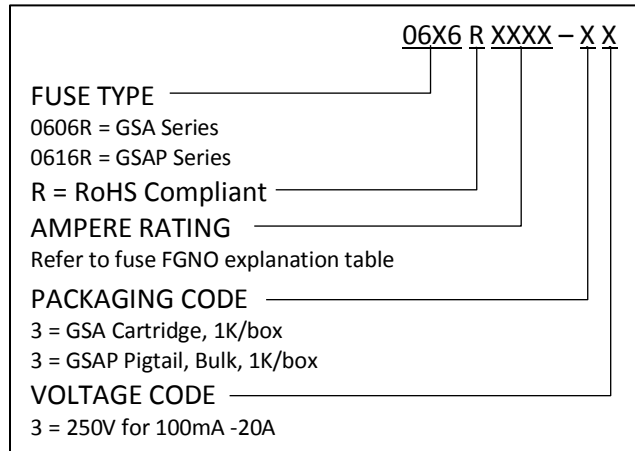 06X6 R XXXX – X X
FUSE TYPE
0606R = GSA Series
0616R = GSAP Series
R = RoHS Compliant
AMPERE RATING
Refer to fuse FGNO explanation table
PACKAGING CODE
3 = GSA Cartridge, 1K/box
3 = GSAP Pigtail, Bulk, 1K/box
VOLTAGE CODE
3 = 250V for 100mA -20A